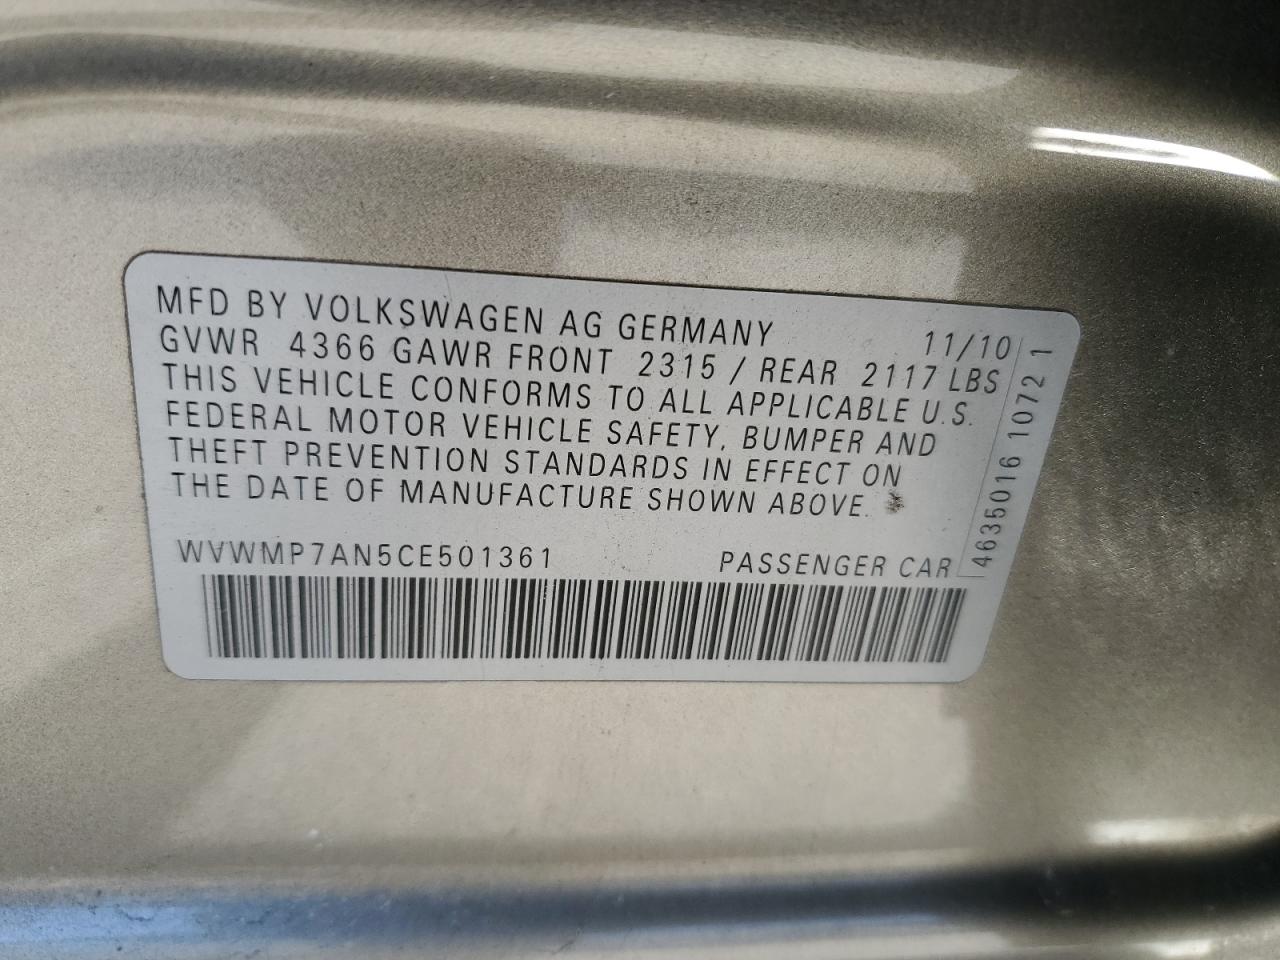 MFD BY VOLKSWAGEN AG GERMANY 11/10
GVWR 4366 GAWR FRONT 2315 / REAR 2117 LBS
THIS VEHICLE CONFORMS TO ALL APPLICABLE U.S.
FEDERAL MOTOR VEHICLE SAFETY, BUMPER AND
THEFT PREVENTION STANDARDS IN EFFECT ON
THE DATE OF MANUFACTURE SHOWN ABOVE.
WVWMP7AN5CE501361 PASSENGER CAR
4635016 1072 1